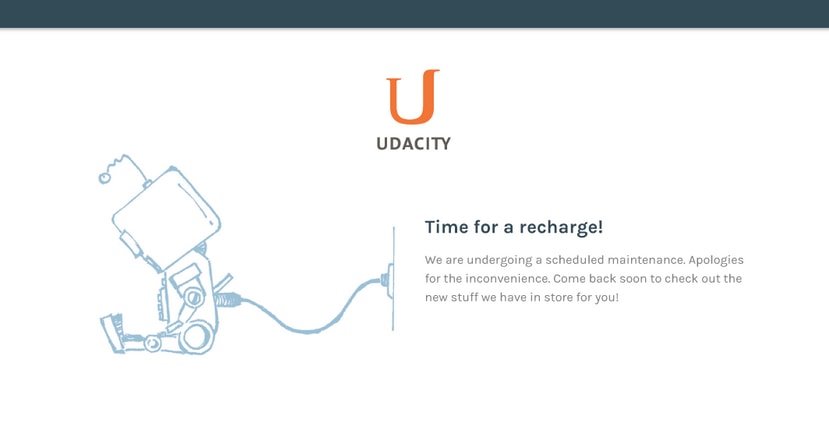 UDACITY
Time for a recharge!
We are undergoing a scheduled maintenance. Apologies
for the inconvenience. Come back soon to check out the
new stuff we have in store for you!